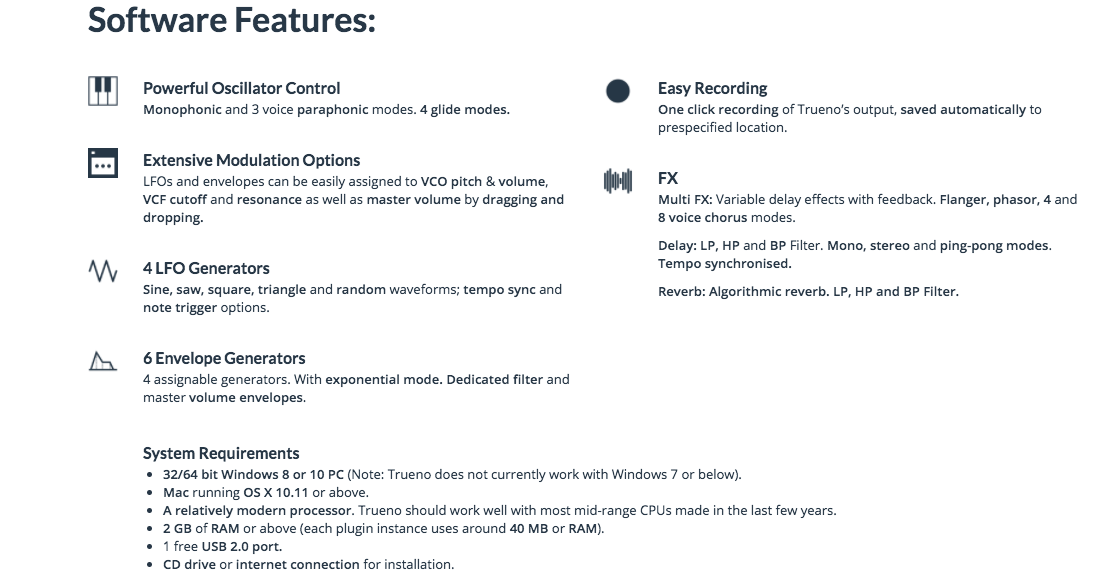 Software Features:
Powerful Oscillator Control
Monophonic and 3 voice paraphonic modes. 4 glide modes.
Extensive Modulation Options
LFOs and envelopes can be easily assigned to VCO pitch & volume,
VCF cutoff and resonance as well as master volume by dragging and
dropping.
4 LFO Generators
Sine, saw, square, triangle and random waveforms; tempo sync and
note trigger options.
6 Envelope Generators
4 assignable generators. With exponential mode. Dedicated filter and
master volume envelopes.
Easy Recording
One click recording of Trueno's output, saved automatically to
prespecified location.
FX
Multi FX: Variable delay effects with feedback. Flanger, phasor, 4 and
8 voice chorus modes.
Delay: LP, HP and BP Filter. Mono, stereo and ping-pong modes.
Tempo synchronised.
Reverb: Algorithmic reverb. LP, HP and BP Filter.
System Requirements
• 32/64 bit Windows 8 or 10 PC (Note: Trueno does not currently work with Windows 7 or below).
• Mac running OS X 10.11 or above.
• A relatively modern processor. Trueno should work well with most mid-range CPUs made in the last few years.
• 2 GB of RAM or above (each plugin instance uses around 40 MB or RAM).
• 1 free USB 2.0 port.
• CD drive or internet connection for installation.